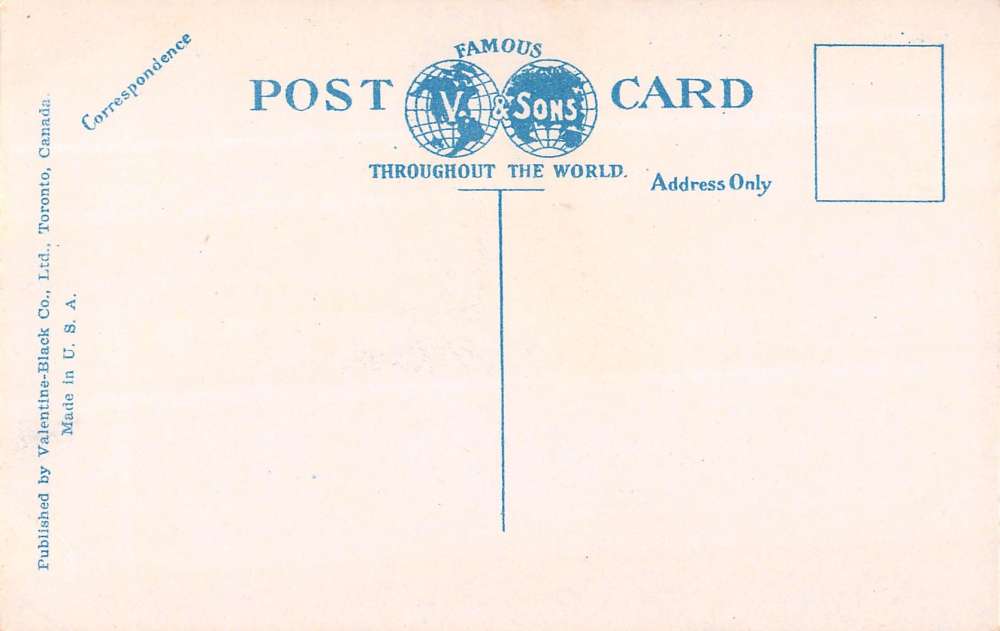 FAMOUS
POST V. & SONS CARD
THROUGHOUT THE WORLD.
Correspondence
Address Only
Published by Valentine-Black Co., Ltd., Toronto, Canada.
Made in U. S. A.